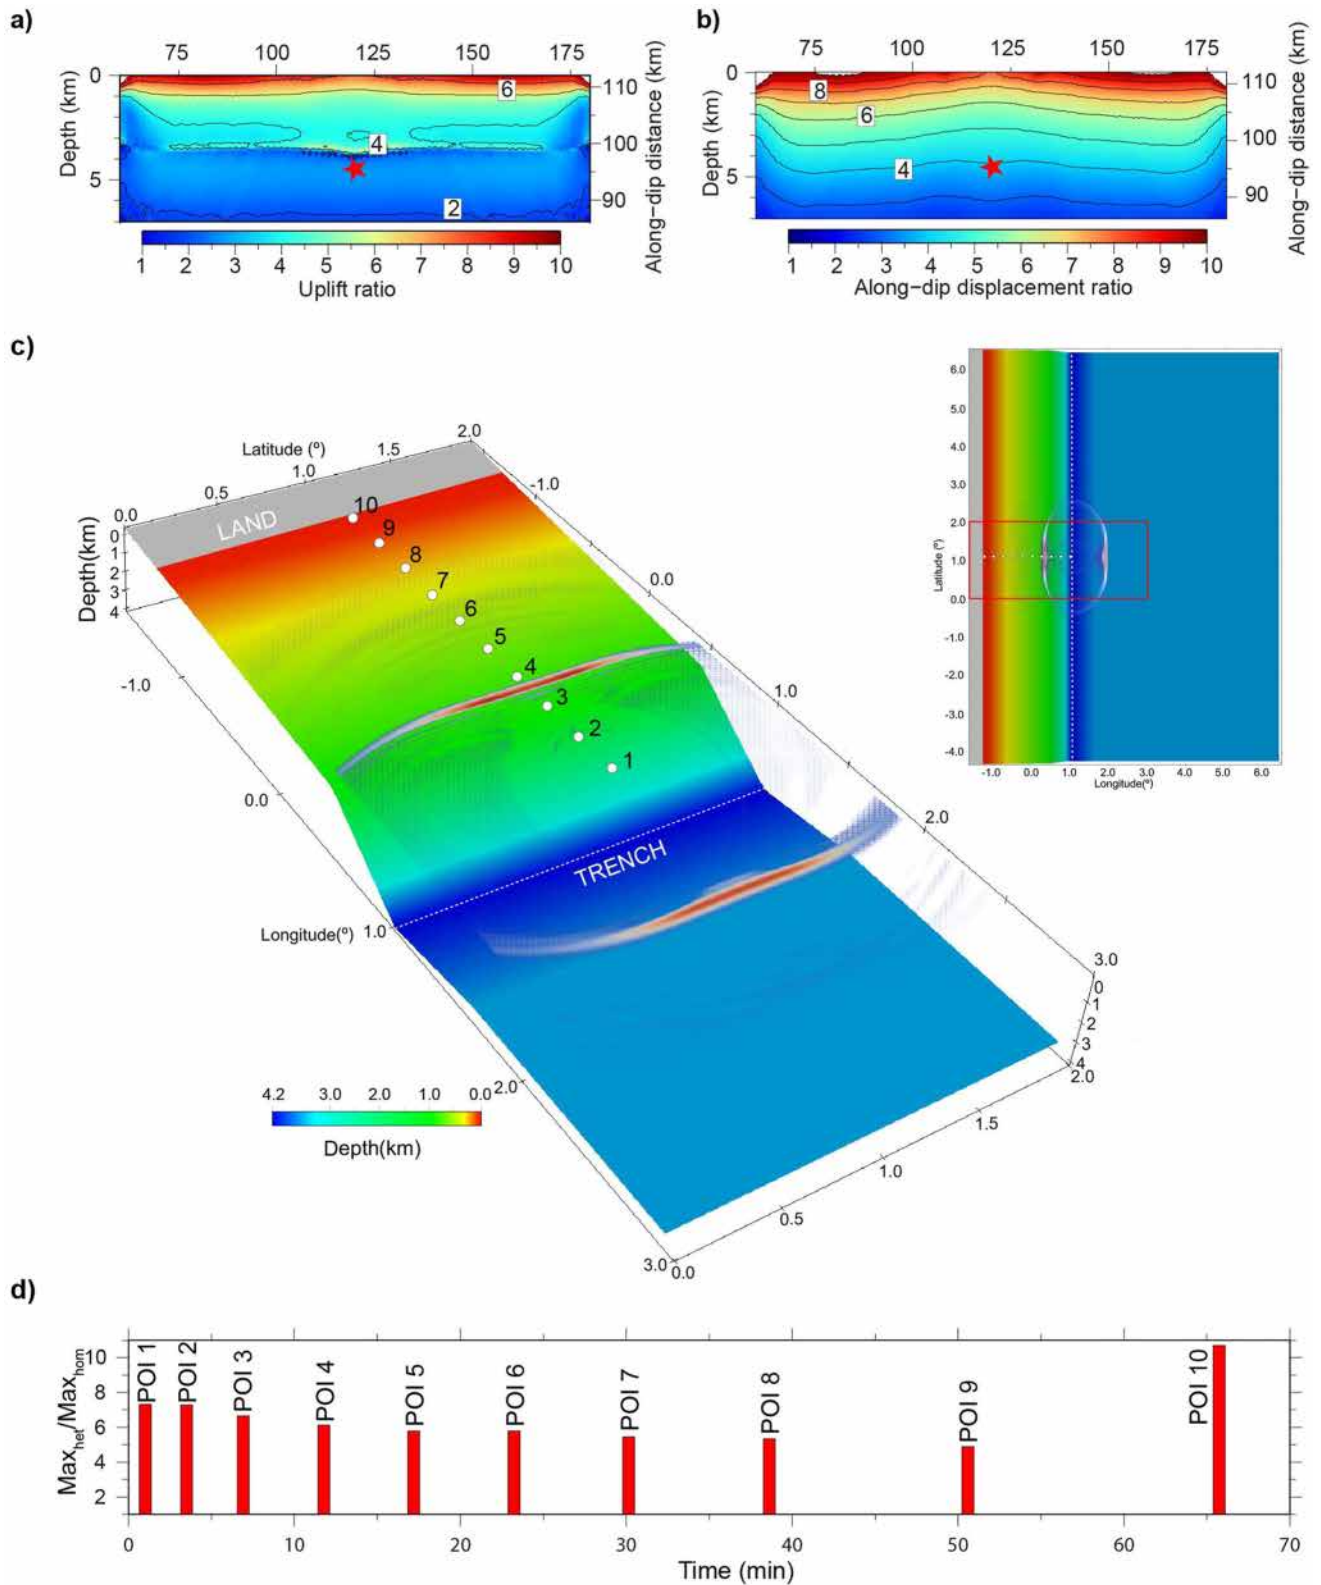 a)
75 100 125 150 175
0
5
Depth (km)
6
4
2
110
100
90
Along-dip distance (km)
1 2 3 4 5 6 7 8 9 10
Uplift ratio
b)
75 100 125 150 175
0
5
Depth (km)
8
6
4
110
100
90
Along-dip distance (km)
1 2 3 4 5 6 7 8 9 10
Along-dip displacement ratio
c)
Latitude (º)
0.0 0.5 1.0 1.5 2.0
LAND
0
1
2
3
4
Depth(km)
-1.0
0.0
1.0
2.0
3.0
-1.0
0.0
1.0
2.0
3.0
10
9
8
7
6
5
4
3
2
1
TRENCH
Longitude(º)
0
1
2
3
4
0.0 0.5 1.0 1.5 2.0
4.2 3.0 2.0 1.0 0.0
Depth(km)
6.0
5.0
4.0
3.0
2.0
1.0
0.0
-1.0
-2.0
-3.0
-4.0
Latitude (º)
-1.0 0.0 1.0 2.0 3.0 4.0 5.0 6.0
Longitude(º)
d)
10
8
6
4
2
Maxhet/Maxhom
POI 1
POI 2
POI 3
POI 4
POI 5
POI 6
POI 7
POI 8
POI 9
POI 10
0 10 20 30 40 50 60 70
Time (min)